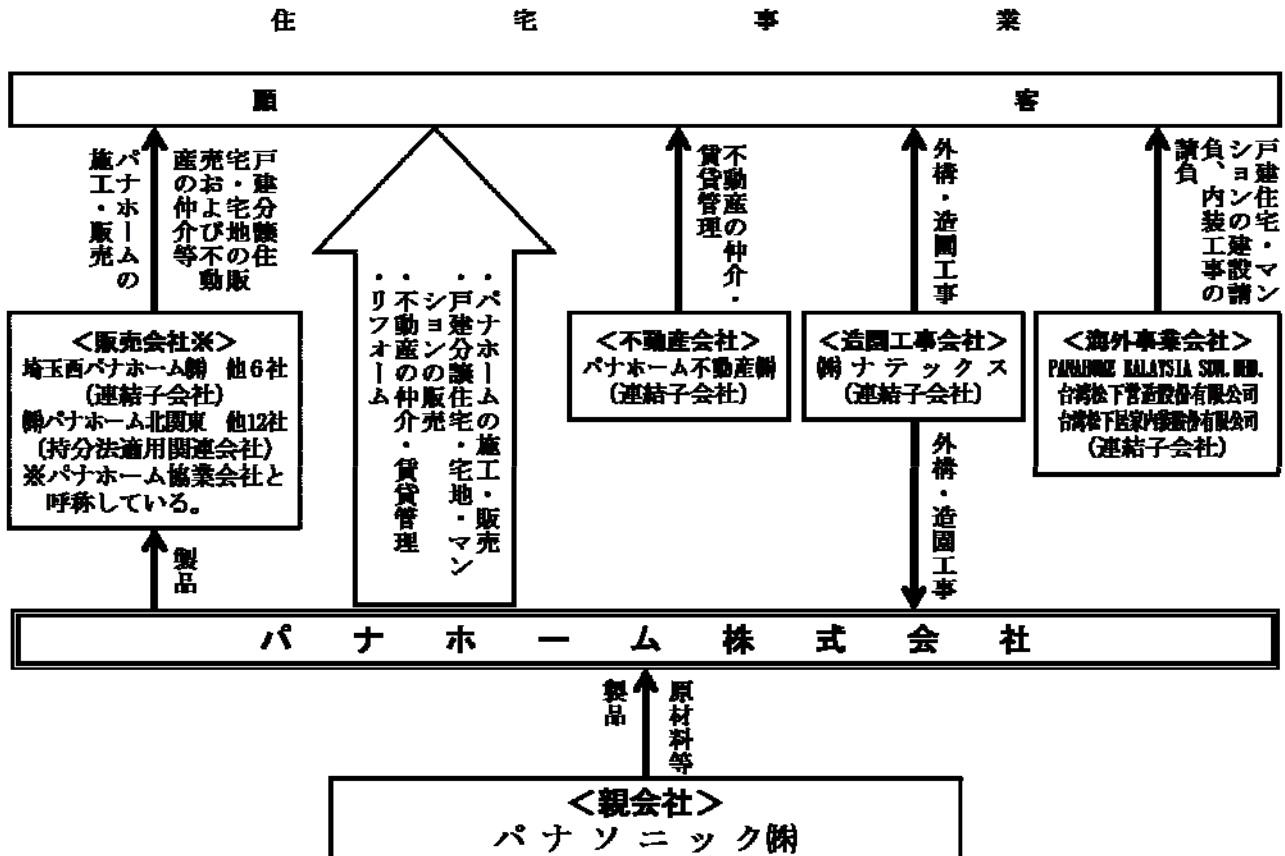 住宅事業
顧客
パナホームの
施工・販売
戸建分譲住
宅・宅地の販
売および不動
産の仲介等
不動産の仲介・
賃貸管理
外構・造園工事
戸建住宅・マン
ションの建設請
負、内装工事の
請負
・パナホームの施工・販売
・戸建分譲住宅・宅地・マン
ションの販売
・不動産の仲介・賃貸管理
・リフォーム
＜販売会社※＞
埼玉西パナホーム㈱ 他6社
(連結子会社)
㈱パナホーム北関東 他12社
(持分法適用関連会社)
※パナホーム協業会社と
呼称している。
＜不動産会社＞
パナホーム不動産㈱
(連結子会社)
＜造園工事会社＞
㈱ナテックス
(連結子会社)
＜海外事業会社＞
PANAHOME MALAYSIA SDN. BHD.
台湾松下営造股份有限公司
台湾松下居家内装股份有限公司
(連結子会社)
製品
外構・造園工事
パナホーム株式会社
製品
原材料等
＜親会社＞
パナソニック㈱